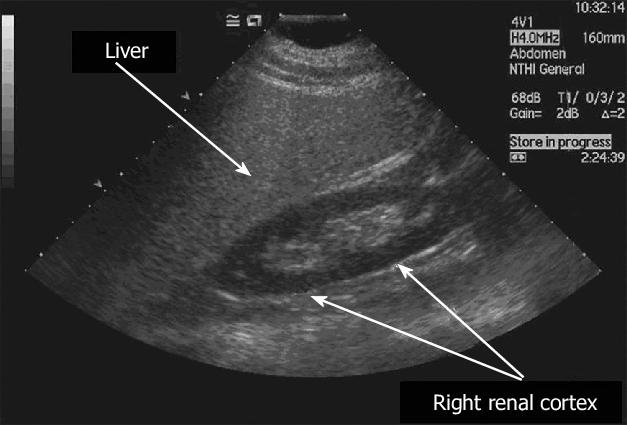 10:32:14
4V1
H4.0MHz 160mm
Abdomen
NTHI General
68dB T1/ 0/3/2
Gain= 2dB Δ=2
Store in progress
2:24:39
Liver
Right renal cortex